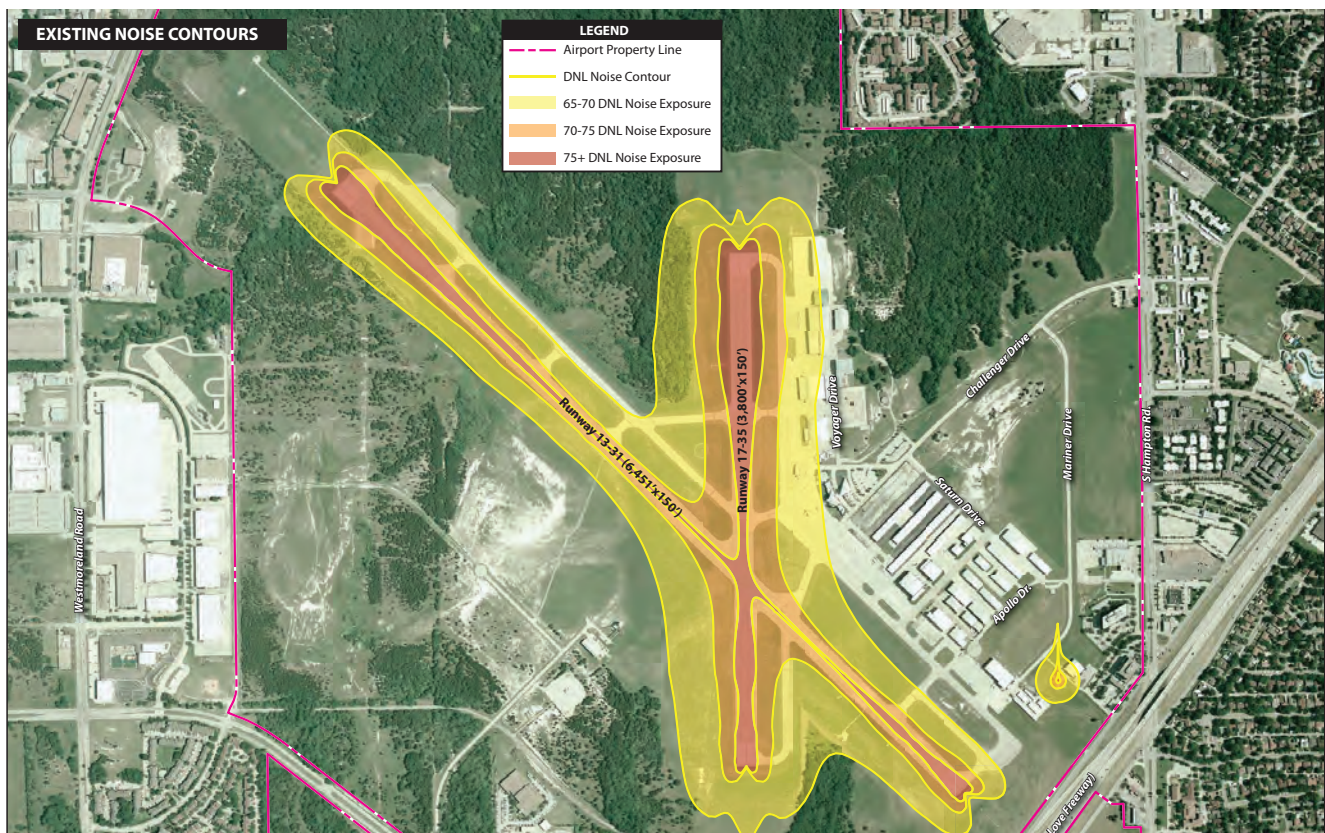 EXISTING NOISE CONTOURS
LEGEND
Airport Property Line
DNL Noise Contour
65-70 DNL Noise Exposure
70-75 DNL Noise Exposure
75+ DNL Noise Exposure
Runway 13-31 (6,451'x150')
Runway 17-35 (3,800'x150')
Voyager Drive
Challenger Drive
Mariner Drive
S Hampton Rd.
Saturn Drive
Apollo Dr.
Westmoreland Road
Love Freeway)